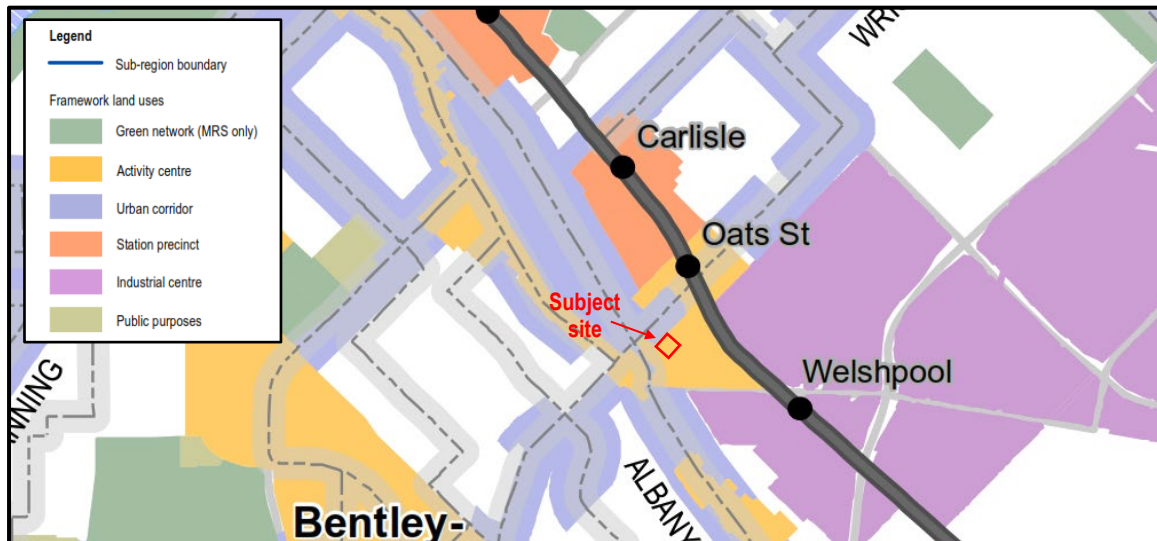 Legend
Sub-region boundary
Framework land uses
Green network (MRS only)
Activity centre
Urban corridor
Station precinct
Industrial centre
Public purposes
Carlisle
Oats St
Subject
site
Welshpool
ALBANY
Bentley-